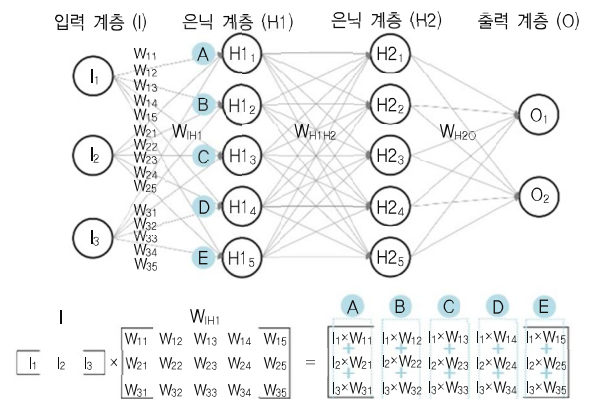 입력 계층 (I) 은닉 계층 (H1) 은닉 계층 (H2) 출력 계층 (O)
W₁₁
W₁₂
W₁₃
W₁₄
W₁₅
W₂₁
W₂₂
W₂₃
W₂₄
W₂₅
W₃₁
W₃₂
W₃₃
W₃₄
W₃₅
I₁
I₂
I₃
A
B
C
D
E
W_IH1
H1₁
H1₂
H1₃
H1₄
H1₅
W_H1H2
H2₁
H2₂
H2₃
H2₄
H2₅
W_H2O
O₁
O₂
I W_IH1 A B C D E
W₁₁ W₁₂ W₁₃ W₁₄ W₁₅ I₁×W₁₁ I₁×W₁₂ I₁×W₁₃ I₁×W₁₄ I₁×W₁₅
+ + + + +
I₁ I₂ I₃ × W₂₁ W₂₂ W₂₃ W₂₄ W₂₅ = I₂×W₂₁ I₂×W₂₂ I₂×W₂₃ I₂×W₂₄ I₂×W₂₅
+ + + + +
W₃₁ W₃₂ W₃₃ W₃₄ W₃₅ I₃×W₃₁ I₃×W₃₂ I₃×W₃₃ I₃×W₃₄ I₃×W₃₅